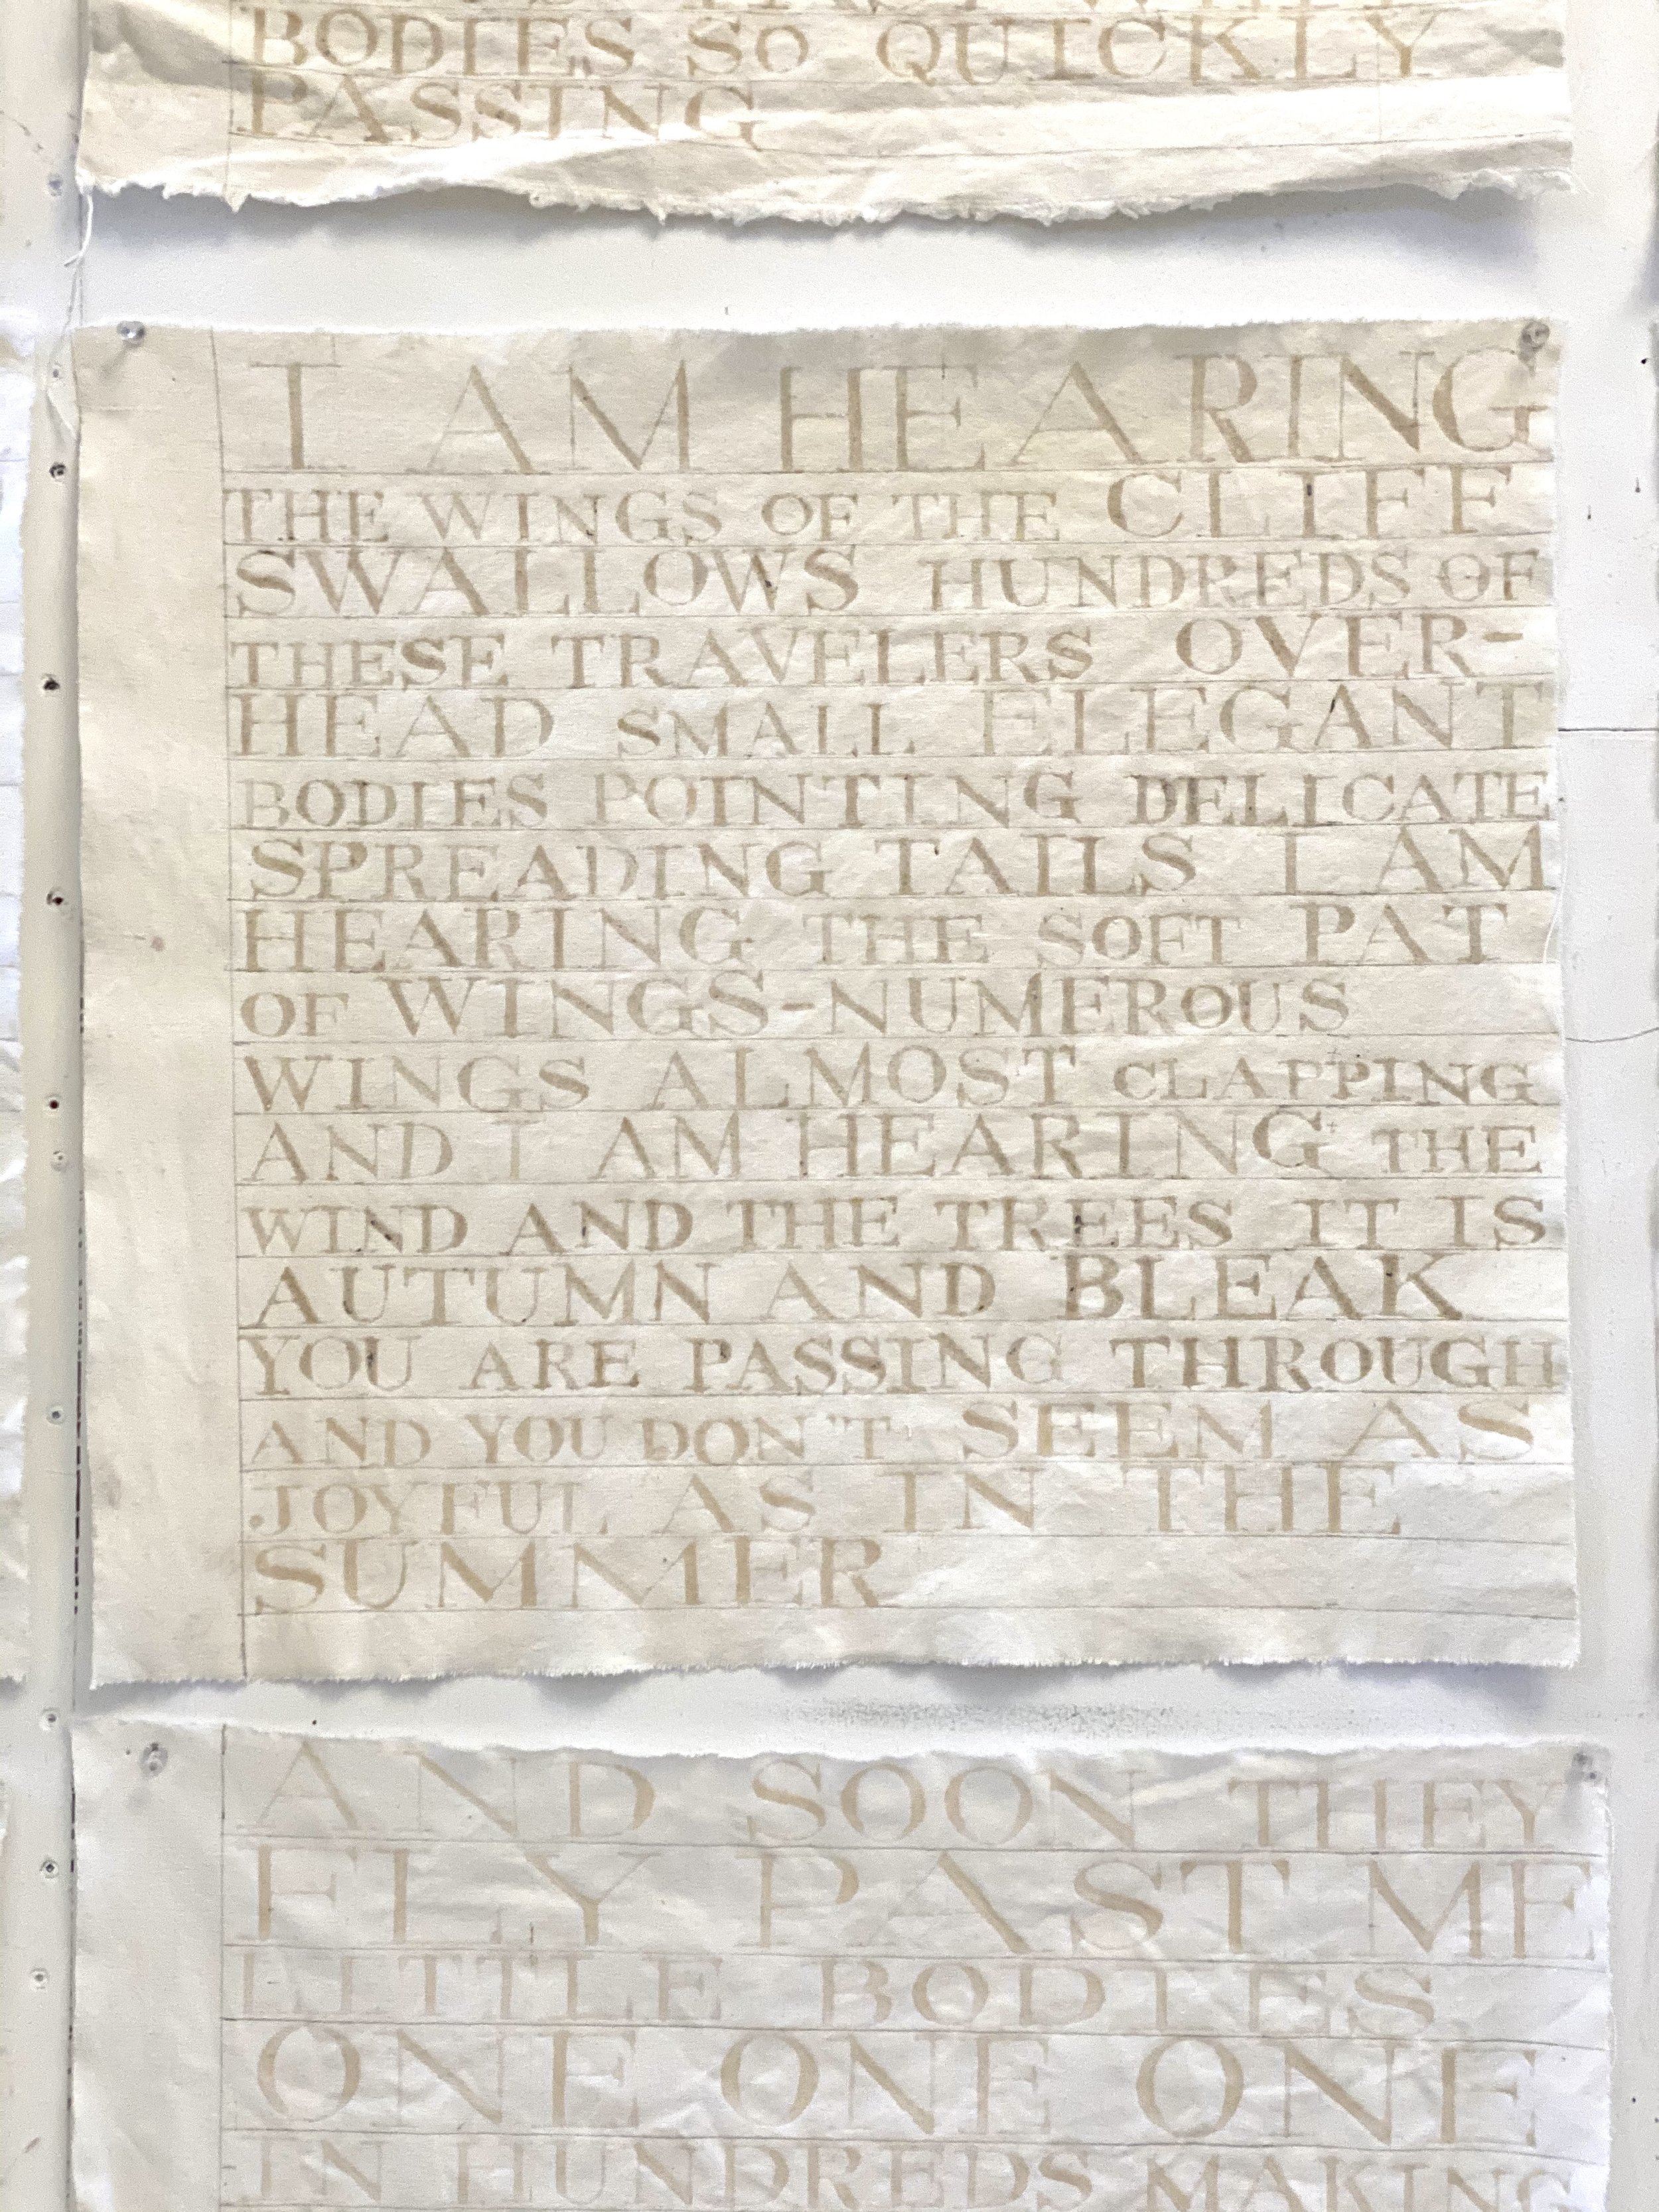 BODIES SO QUICKLY
PASSING
I AM HEARING
THE WINGS OF THE CLIFF
SWALLOWS HUNDREDS OF
THESE TRAVELERS OVER-
HEAD SMALL ELEGANT
BODIES POINTING DELICATE
SPREADING TAILS I AM
HEARING THE SOFT PAT
OF WINGS-NUMEROUS
WINGS ALMOST CLAPPING
AND I AM HEARING THE
WIND AND THE TREES IT IS
AUTUMN AND BLEAK
YOU ARE PASSING THROUGH
AND YOU DON'T SEEM AS
JOYFUL AS IN THE
SUMMER
AND SOON THEY
FLY PAST ME
LITTLE BODIES
ONE ONE ONE
IN HUNDREDS MAKING